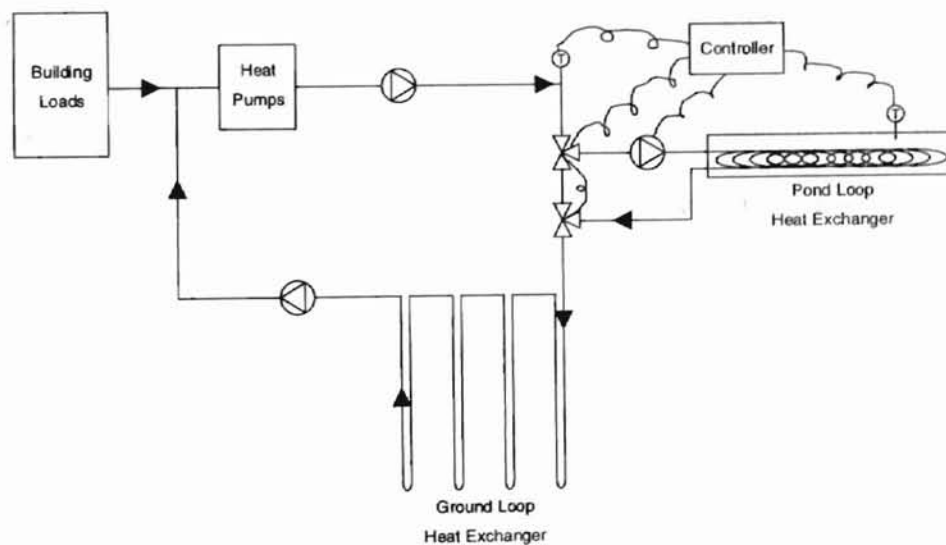 Building
Loads
Heat
Pumps
T
Controller
T
Pond Loop
Heat Exchanger
Ground Loop
Heat Exchanger